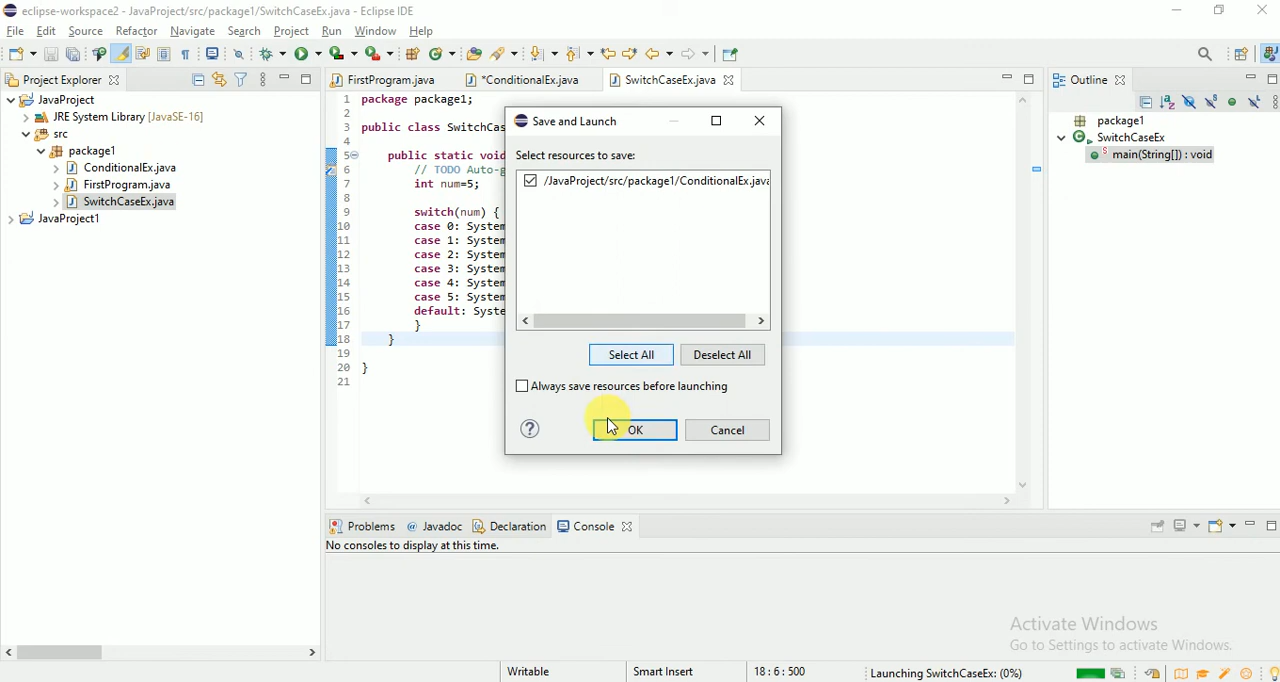 eclipse-workspace2 - JavaProject/src/package1/SwitchCaseEx.java - Eclipse IDE
File Edit Source Refactor Navigate Search Project Run Window Help
Project Explorer
JavaProject
JRE System Library [JavaSE-16]
src
package1
ConditionalEx.java
FirstProgram.java
SwitchCaseEx.java
JavaProject1
FirstProgram.java *ConditionalEx.java SwitchCaseEx.java
1 package package1;
2
3 public class SwitchCas
4
5 public static void
6 // TODO Auto-g
7 int num=5;
8
9 switch(num) {
10 case 0: System
11 case 1: System
12 case 2: System
13 case 3: System
14 case 4: System
15 case 5: System
16 default: Syste
17 }
18 }
19
20 }
21
Save and Launch
Select resources to save:
/JavaProject/src/package1/ConditionalEx.java
Select All Deselect All
Always save resources before launching
? OK Cancel
Outline
package1
SwitchCaseEx
main(String[]) : void
Problems @ Javadoc Declaration Console
No consoles to display at this time.
Activate Windows
Go to Settings to activate Windows.
Writable Smart Insert 18 : 6 : 500 Launching SwitchCaseEx: (0%)